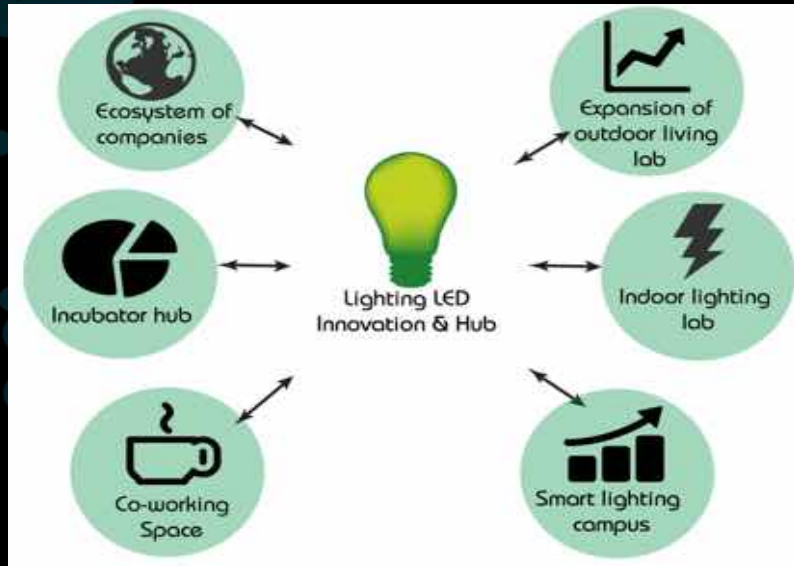 Ecosystem of
companies
Expansion of
outdoor living
lab
Incubator hub
Lighting LED
Innovation & Hub
Indoor lighting
lab
Co-working
Space
Smart lighting
campus